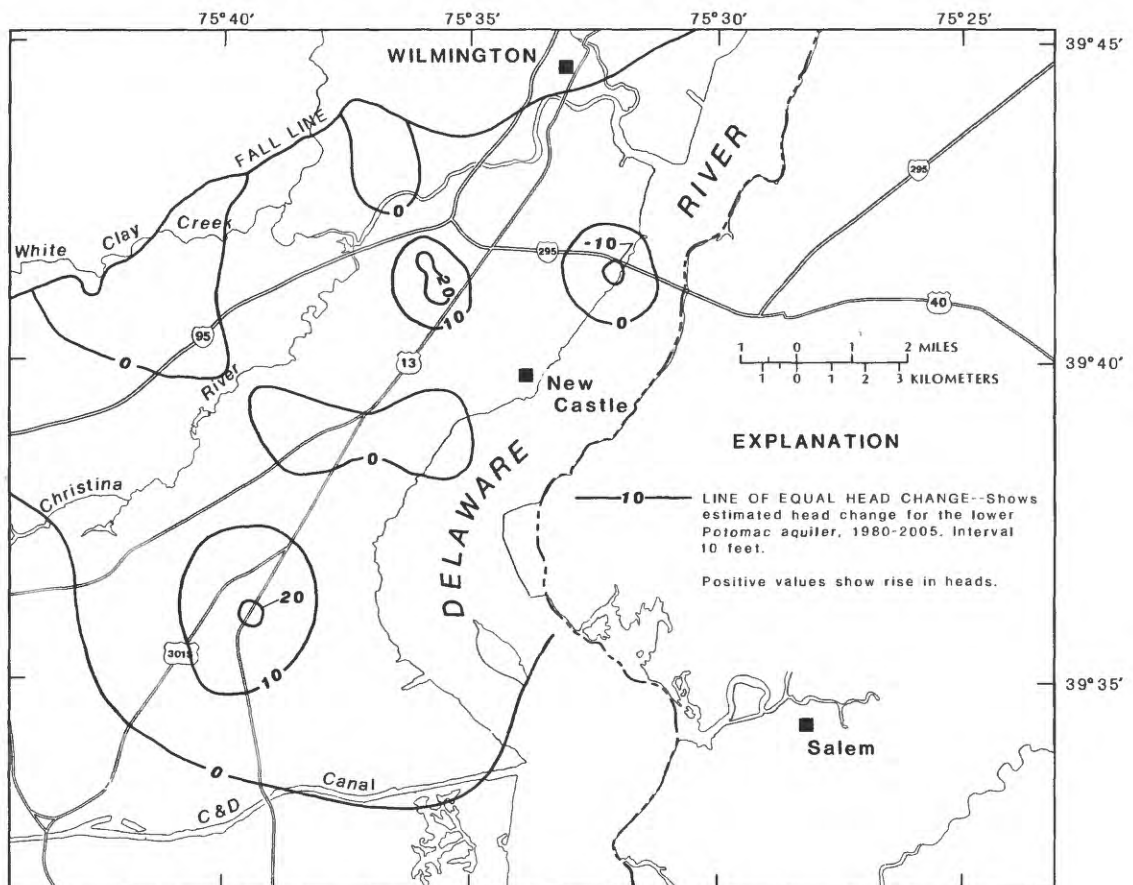 75°40'
75°35'
75°30'
75°25'
39°45'
WILMINGTON
FALL LINE
RIVER
295
White Clay Creek
0
0
295
-10
20
10
0
40
95
13
1 0 1 2 MILES
39°40'
River
1 0 1 2 3 KILOMETERS
New
Castle
EXPLANATION
0
DELAWARE
Christina
10 LINE OF EQUAL HEAD CHANGE--Shows
estimated head change for the lower
Potomac aquifer, 1980-2005. Interval
10 feet.
Positive values show rise in heads.
20
301S
10
39°35'
Salem
0
Canal
C&D